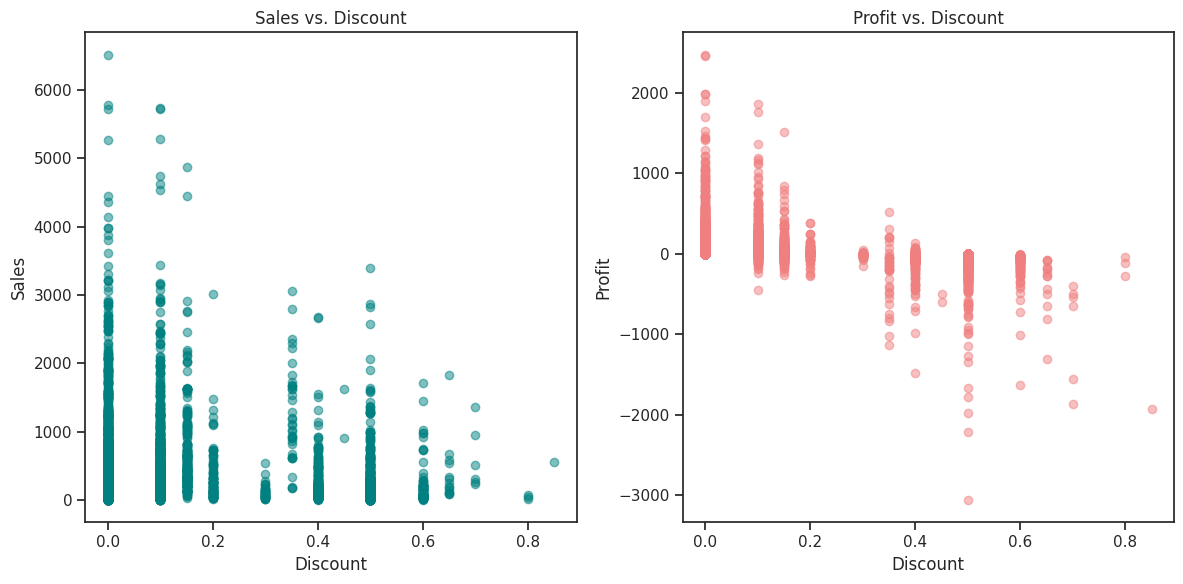 Sales vs. Discount
Sales
6000
5000
4000
3000
2000
1000
0
0.0 0.2 0.4 0.6 0.8
Discount
Profit vs. Discount
Profit
2000
1000
0
−1000
−2000
−3000
0.0 0.2 0.4 0.6 0.8
Discount